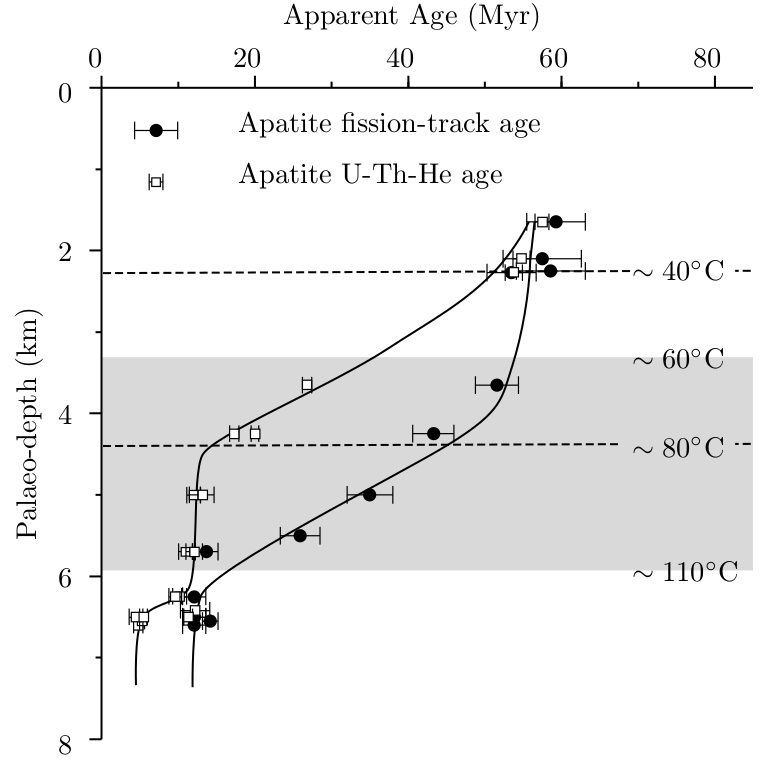 Apparent Age (Myr)
0 20 40 60 80
0
Apatite fission-track age
Apatite U-Th-He age
2
~ 40°C
~ 60°C
4
~ 80°C
~ 110°C
6
8
Palaeo-depth (km)